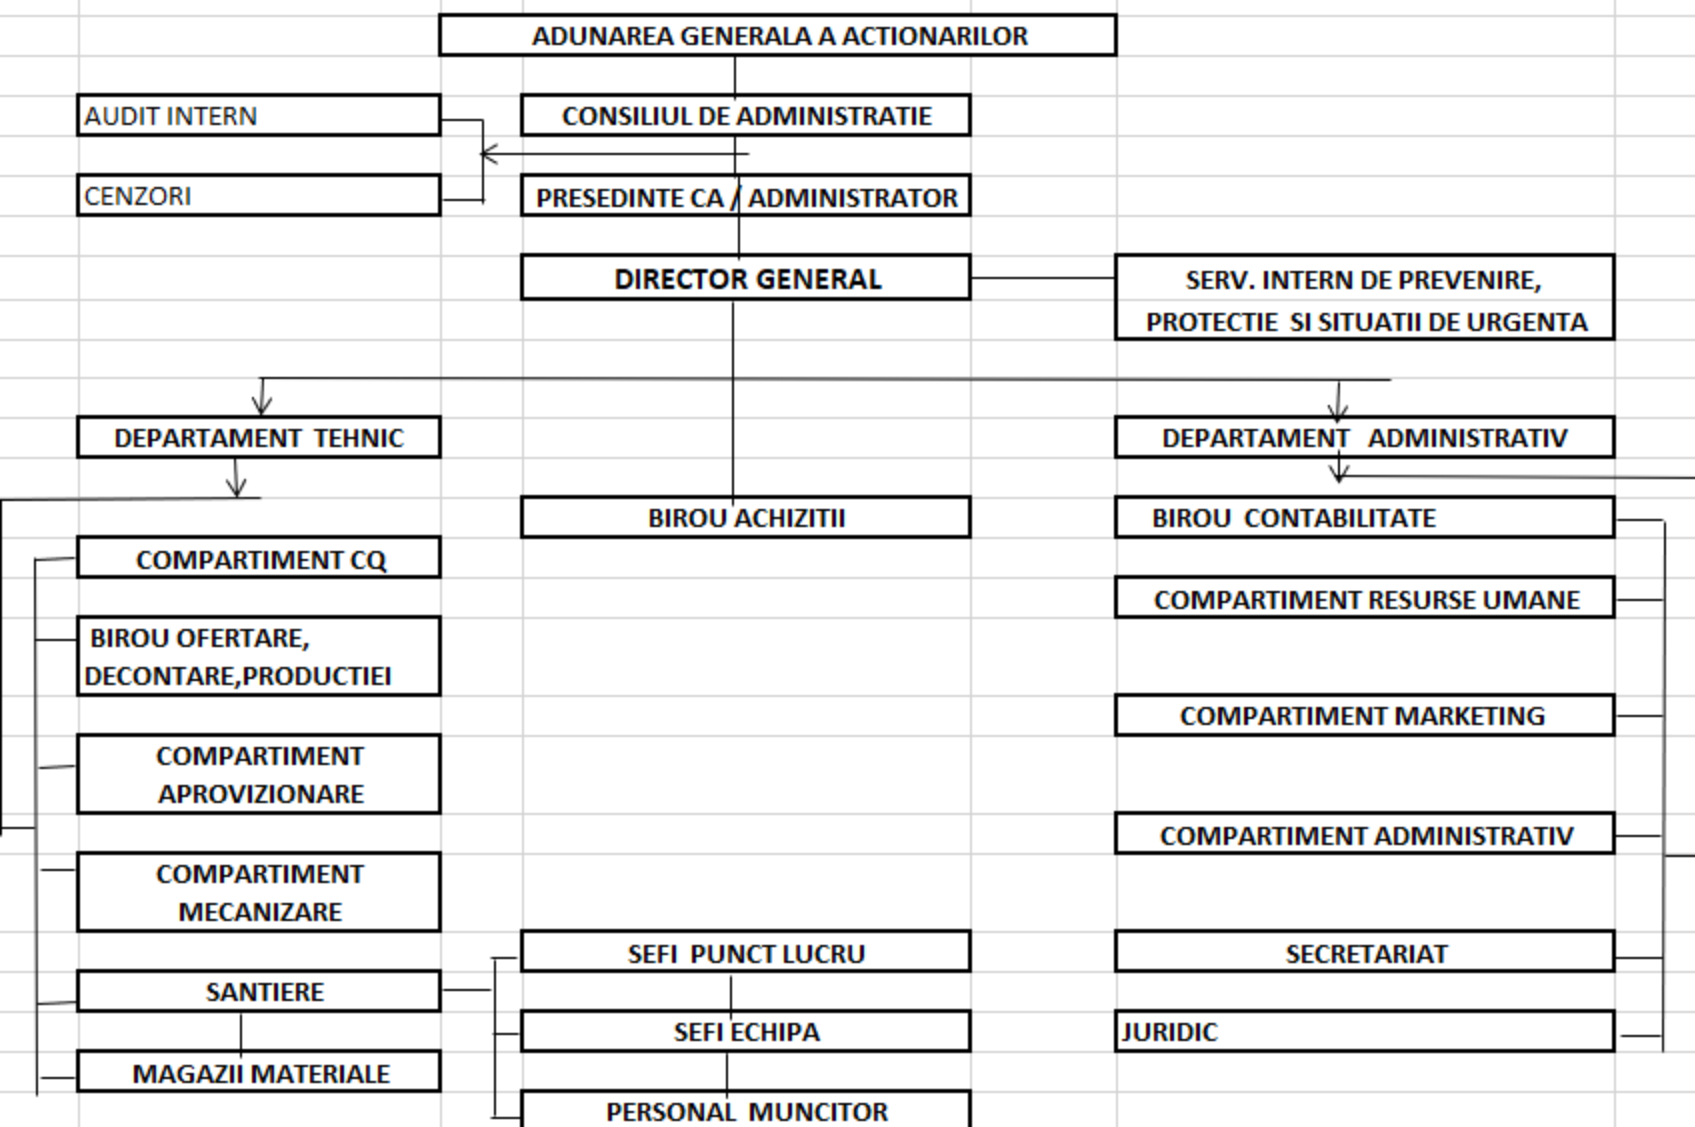 ADUNAREA GENERALA A ACTIONARILOR
AUDIT INTERN
CONSILIUL DE ADMINISTRATIE
CENZORI
PRESEDINTE CA / ADMINISTRATOR
DIRECTOR GENERAL
SERV. INTERN DE PREVENIRE,
PROTECTIE SI SITUATII DE URGENTA
DEPARTAMENT TEHNIC
DEPARTAMENT ADMINISTRATIV
BIROU ACHIZITII
BIROU CONTABILITATE
COMPARTIMENT CQ
COMPARTIMENT RESURSE UMANE
BIROU OFERTARE,
DECONTARE,PRODUCTIEI
COMPARTIMENT MARKETING
COMPARTIMENT
APROVIZIONARE
COMPARTIMENT ADMINISTRATIV
COMPARTIMENT
MECANIZARE
SEFI PUNCT LUCRU
SECRETARIAT
SANTIERE
SEFI ECHIPA
JURIDIC
MAGAZII MATERIALE
PERSONAL MUNCITOR